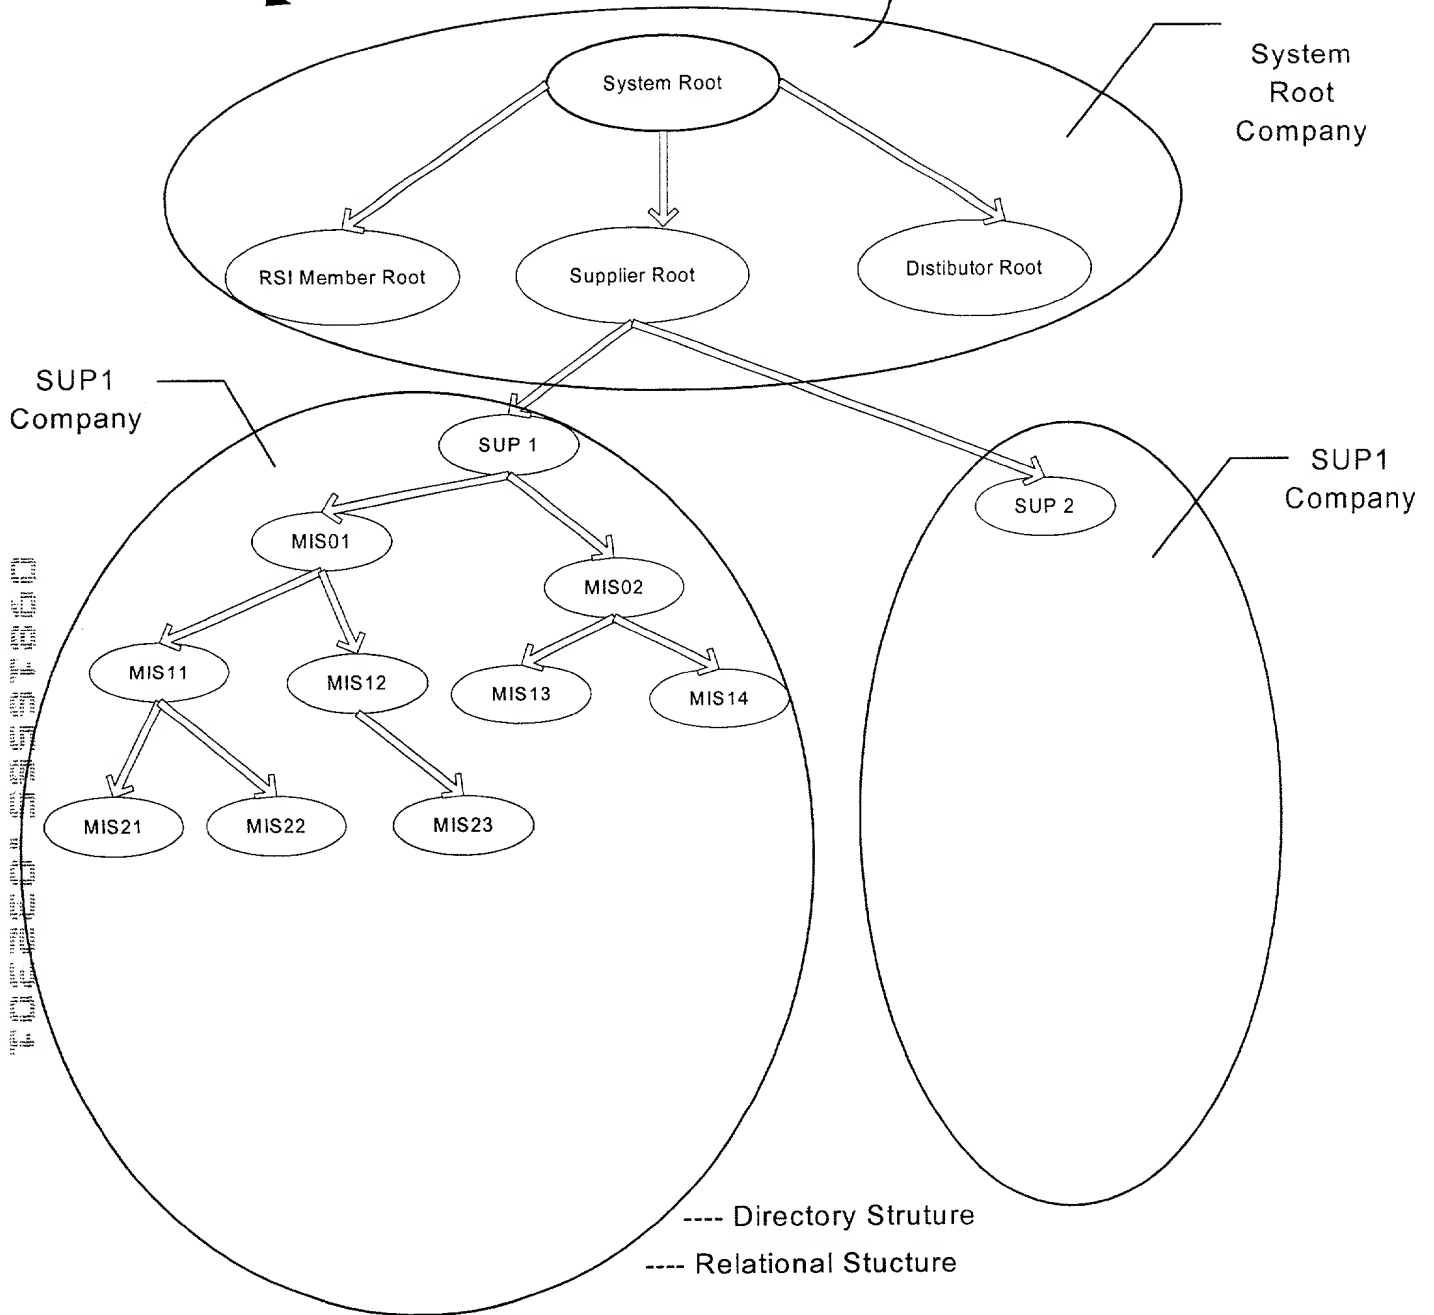 System Root
System
Root
Company
RSI Member Root
Supplier Root
Distibutor Root
SUP1
Company
SUP 1
SUP1
Company
SUP 2
MIS01
MIS02
MIS11
MIS12
MIS13
MIS14
MIS21
MIS22
MIS23
---- Directory Struture
---- Relational Stucture